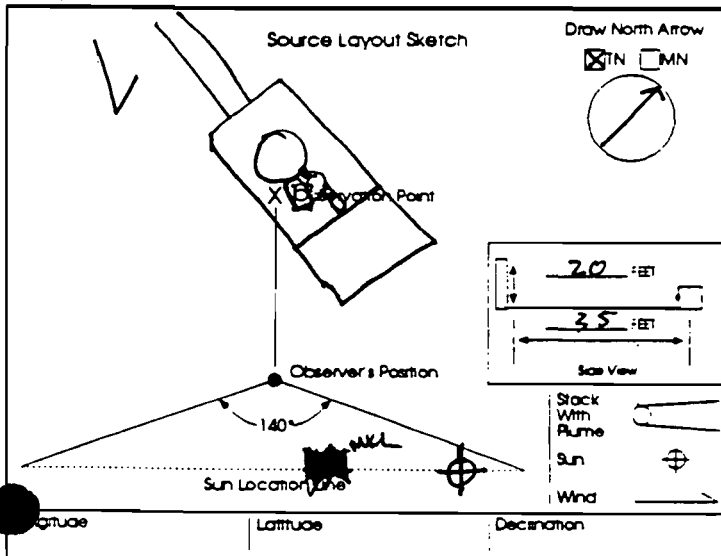 Source Layout Sketch
Draw North Arrow
TN MN
X Observation Point
20 FEET
35 FEET
Side View
Observer's Position
140°
Sun Location Line
Stack
With
Plume
Sun
Wind
Latitude Declination